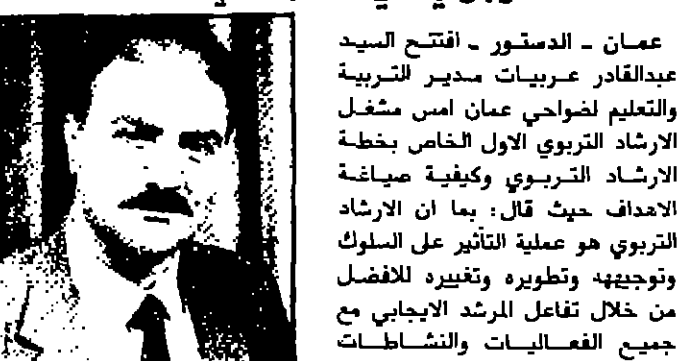 عمان ـ الدستور ـ افتتح السيد
عبدالقادر عربيات مدير التربية
والتعليم لضواحي عمان امس مشغل
الارشاد التربوي الاول الخاص بخطة
الارشاد التربوي وكيفية صياغة
الاهداف حيث قال: بما ان الارشاد
التربوي هو عملية التأثير على السلوك
وتوجيهه وتطويره وتغييره للافضل
من خلال تفاعل المرشد الايجابي مع
جميع الفعاليات والنشاطات